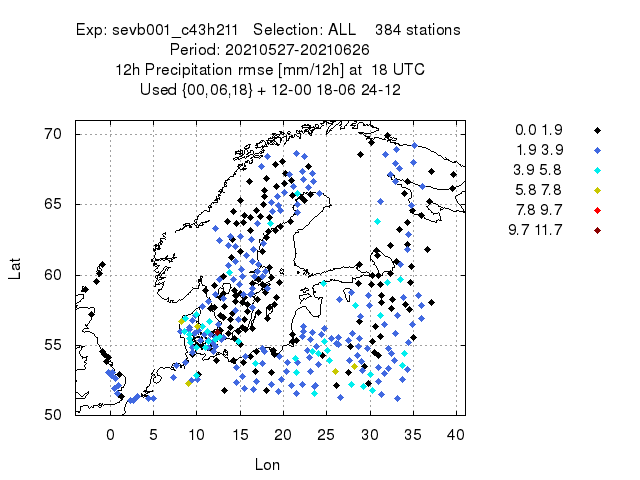 Exp: sevb001_c43h211 Selection: ALL 384 stations
Period: 20210527-20210626
12h Precipitation rmse [mm/12h] at 18 UTC
Used {00,06,18} + 12-00 18-06 24-12
70
65
60
55
50
Lat
0 5 10 15 20 25 30 35 40
Lon
0.0 1.9
1.9 3.9
3.9 5.8
5.8 7.8
7.8 9.7
9.7 11.7